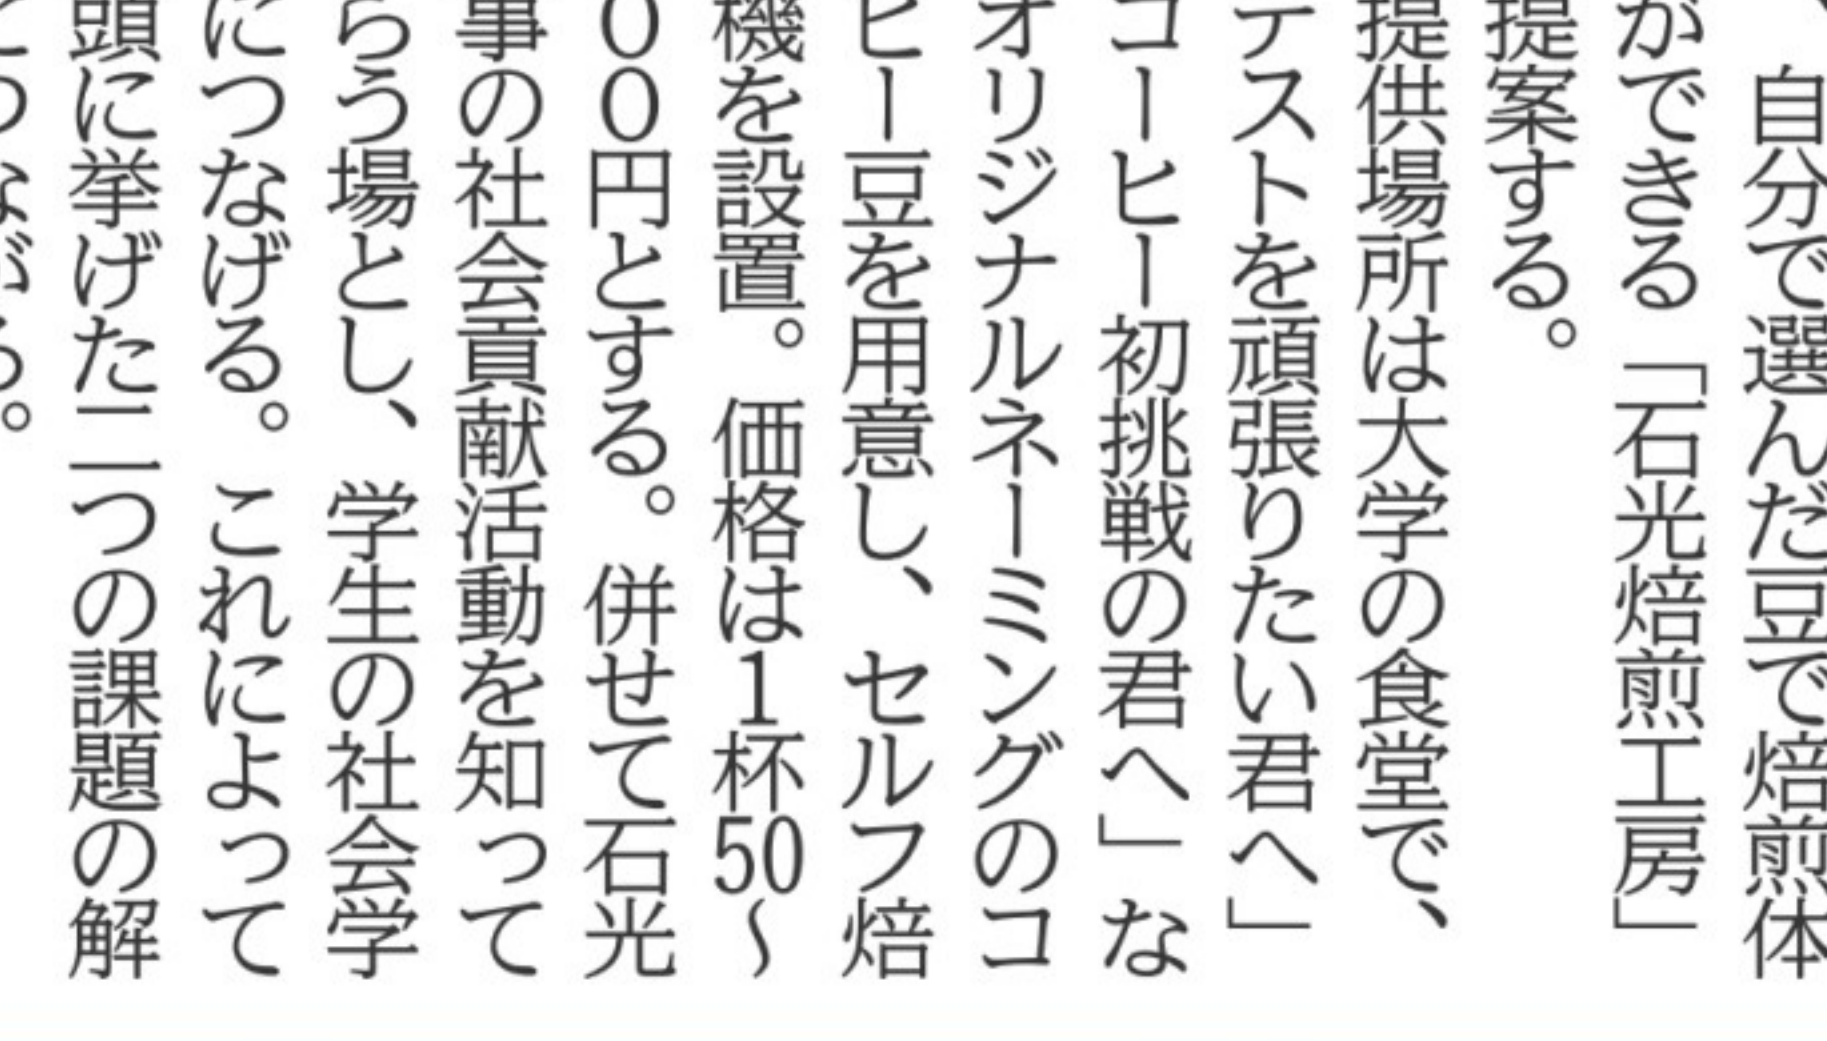 、自分で選んだ豆で焙煎体
ができる「石光焙煎工房」
提案する。
提供場所は大学の食堂で、
テストを頑張りたい君へ」
コーヒー初挑戦の君へ」な
オリジナルネーミングのコ
ヒー豆を用意し、セルフ焙
機を設置。価格は1杯50〜
００円とする。併せて石光
事の社会貢献活動を知って
らう場とし、学生の社会学
につなげる。これによって
頭に挙げた二つの課題の解
につながる。